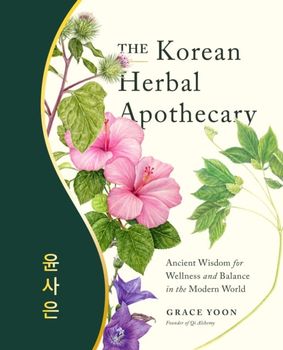 THE Korean
Herbal
Apothecary
윤사은
Ancient Wisdom for
Wellness and Balance
in the Modern World
GRACE YOON
Founder of Qi Alchemy